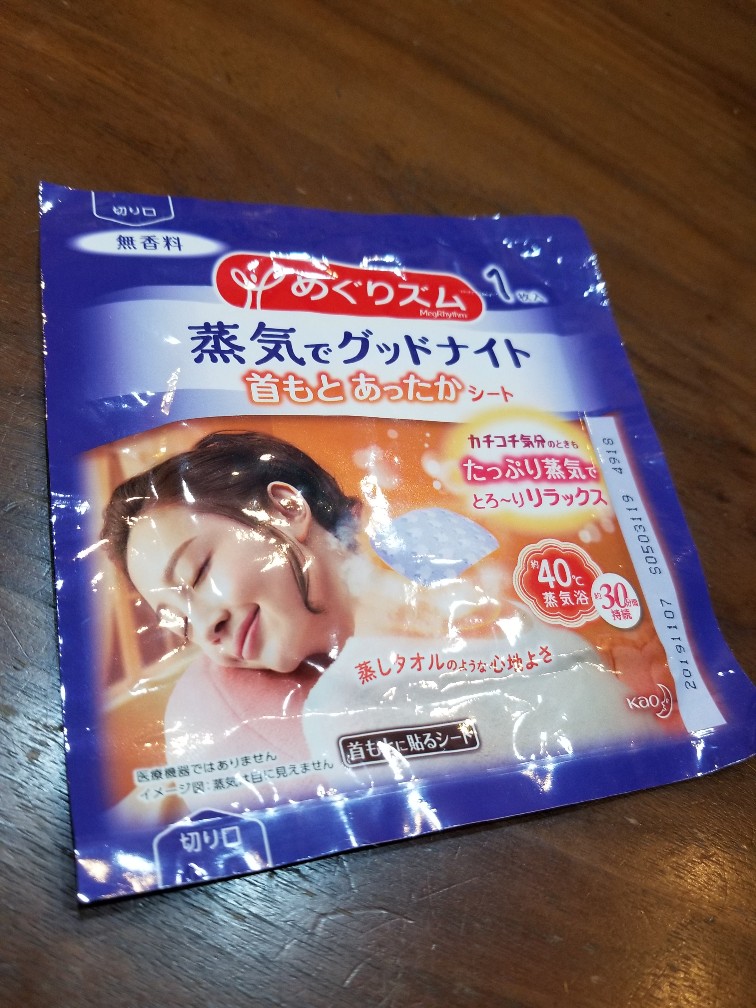 切り口
無香料
めぐりズム
MegRhythm
1枚入
蒸気でグッドナイト
首もと あったかシート
カチコチ気分のときも
たっぷり蒸気で
とろ〜りリラックス
約40℃
蒸気浴
約30分間
持続
20191107 S0503119 4918
蒸しタオルのような心地よさ
Kao
首もとに貼るシート
医療機器ではありません
イメージ図:蒸気は目に見えません
切り口